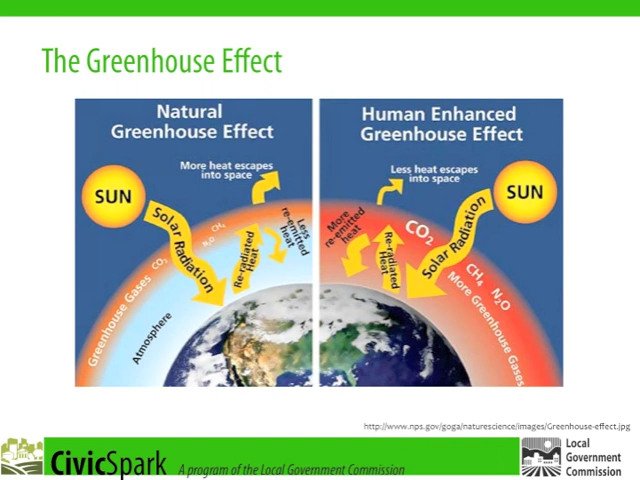 The Greenhouse Effect
Natural
Greenhouse Effect
More heat escapes
into space
SUN
Solar Radiation
Less
re-emitted
heat
Re-radiated
Heat
CH₄
N₂O
CO₂
Greenhouse Gases
Atmosphere
Human Enhanced
Greenhouse Effect
Less heat escapes
into space
SUN
Solar Radiation
More
re-emitted
heat
Re-radiated
Heat
CO₂
CH₄
N₂O
More Greenhouse Gases
http://www.nps.gov/goga/naturescience/images/Greenhouse-effect.jpg
CivicSpark A program of the Local Government Commission
Local
Government
Commission